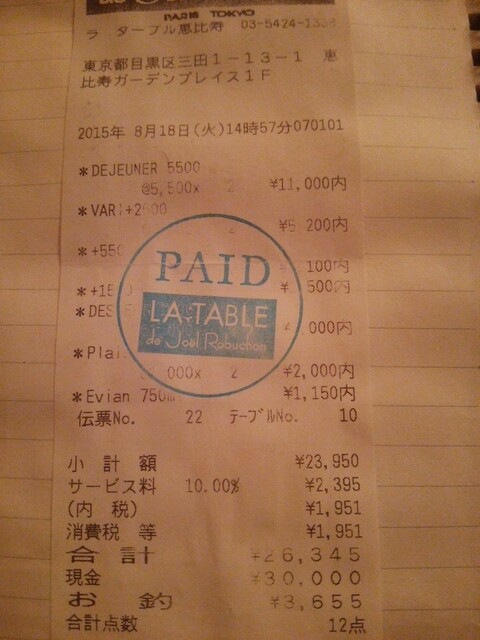 PARIS TOKYO
ラ ターブル恵比寿 03-5424-1338
東京都目黒区三田1-13-1 恵
比寿ガーデンプレイス1F
2015年 8月18日(火)14時57分070101
*DEJEUNER 5500
@5,500x 2 ¥11,000内
*VARI+2600
¥5 200内
*+550
100内
*+15 ¥ 500内
*DES
,000内
*Plai
000x 2 ¥2,000内
*Evian 750m ¥1,150内
伝票No. 22 テーブルNo. 10
小計額 ¥23,950
サービス料 10.00% ¥2,395
(内 税) ¥1,951
消費税 等 ¥1,951
合計 ¥26,345
現金 ¥30,000
お釣 ¥3,655
合計点数 12点
PAID
LA TABLE
de Joël Robuchon